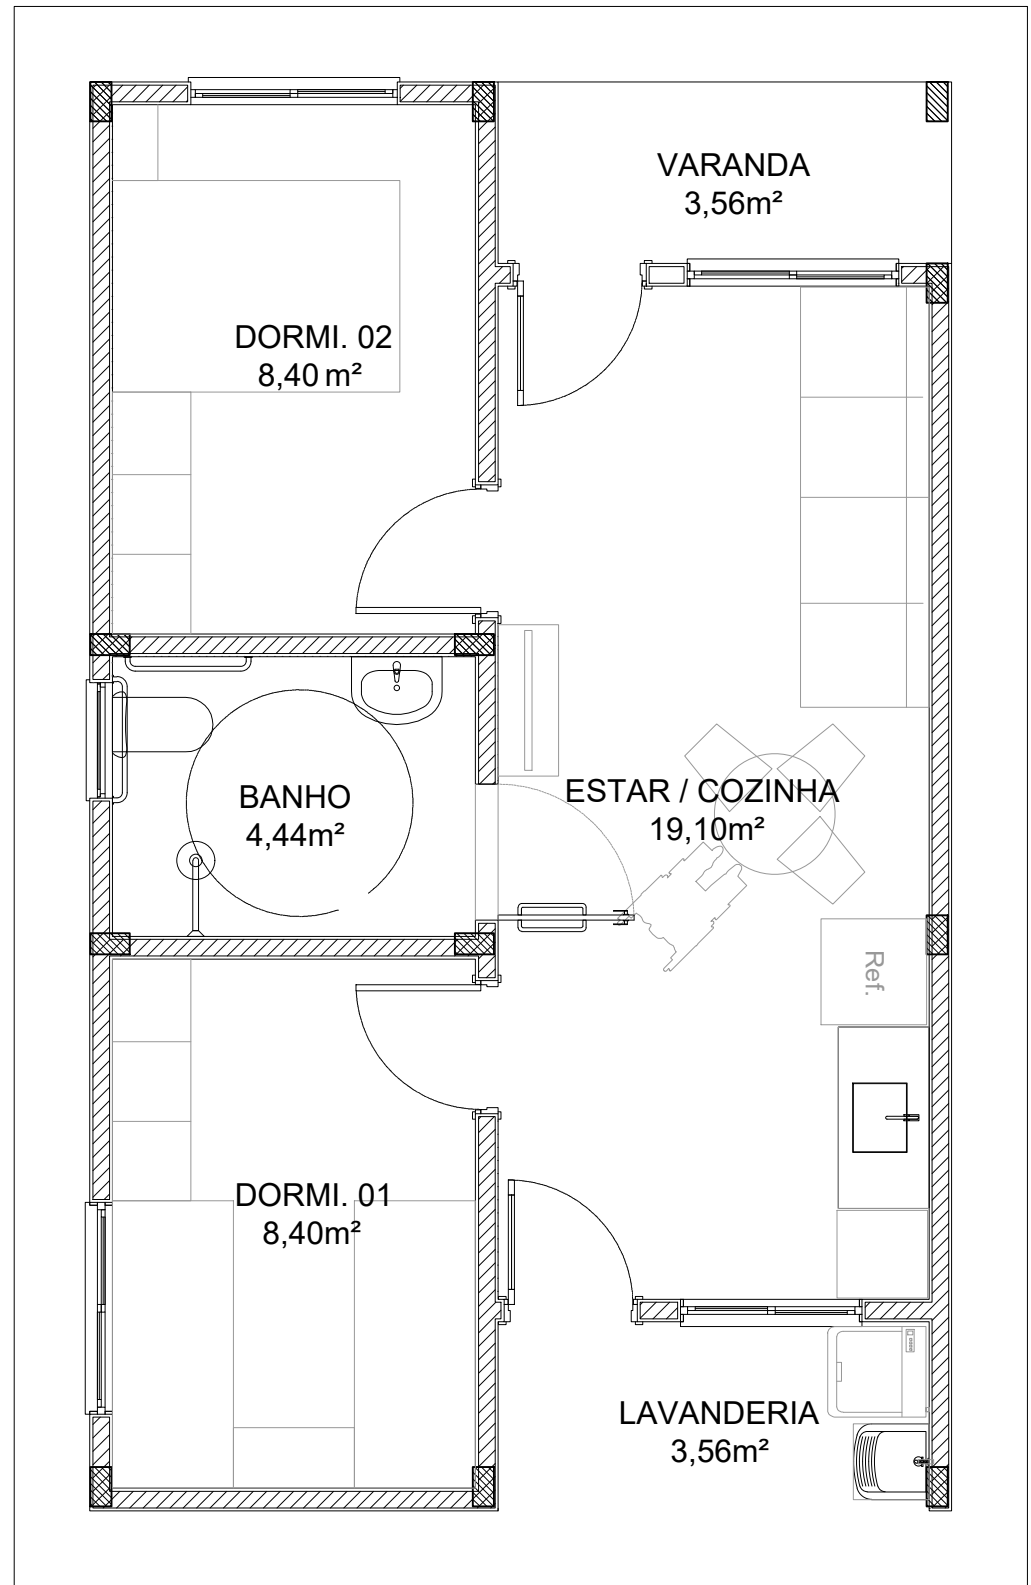 VARANDA
3,56m²
DORMI. 02
8,40 m²
BANHO
4,44m²
ESTAR / COZINHA
19,10m²
Ref.
DORMI. 01
8,40m²
LAVANDERIA
3,56m²